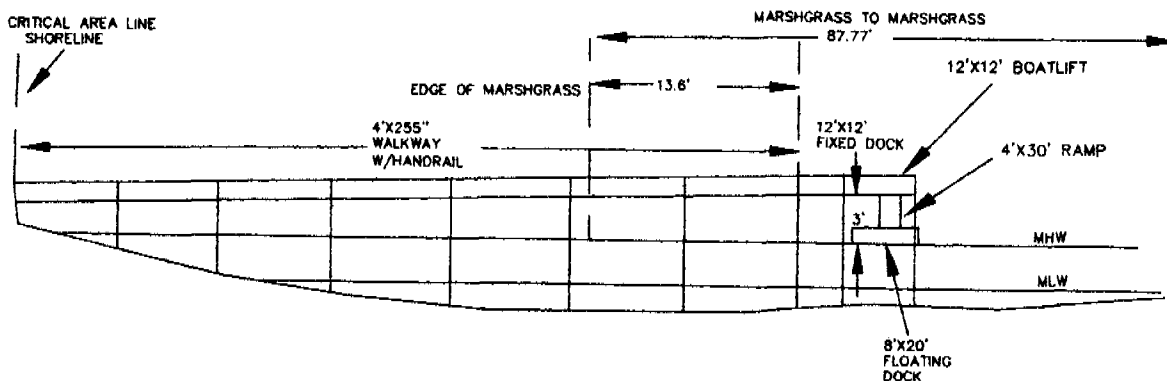 CRITICAL AREA LINE
SHORELINE
MARSHGRASS TO MARSHGRASS
87.77'
12'X12' BOATLIFT
EDGE OF MARSHGRASS
13.6'
4'X255"
WALKWAY
W/HANDRAIL
12'X12'
FIXED DOCK
4'X30' RAMP
3'
MHW
MLW
8'X20'
FLOATING
DOCK